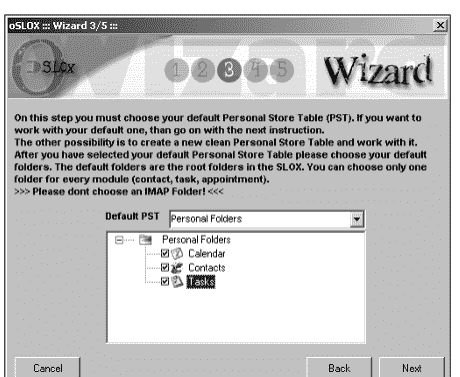 oSLOX ::: Wizard 3/5 :::
SLOX
1 2 3 4 5
Wizard
On this step you must choose your default Personal Store Table (PST). If you want to
work with your default one, than go on with the next instruction.
The other possibility is to create a new clean Personal Store Table and work with it.
After you have selected your default Personal Store Table please choose your default
folders. The default folders are the root folders in the SLOX. You can choose only one
folder for every module (contact, task, appointment).
>>> Please dont choose an IMAP Folder! <<<
Default PST Personal Folders
Personal Folders
Calendar
Contacts
Tasks
Cancel Back Next